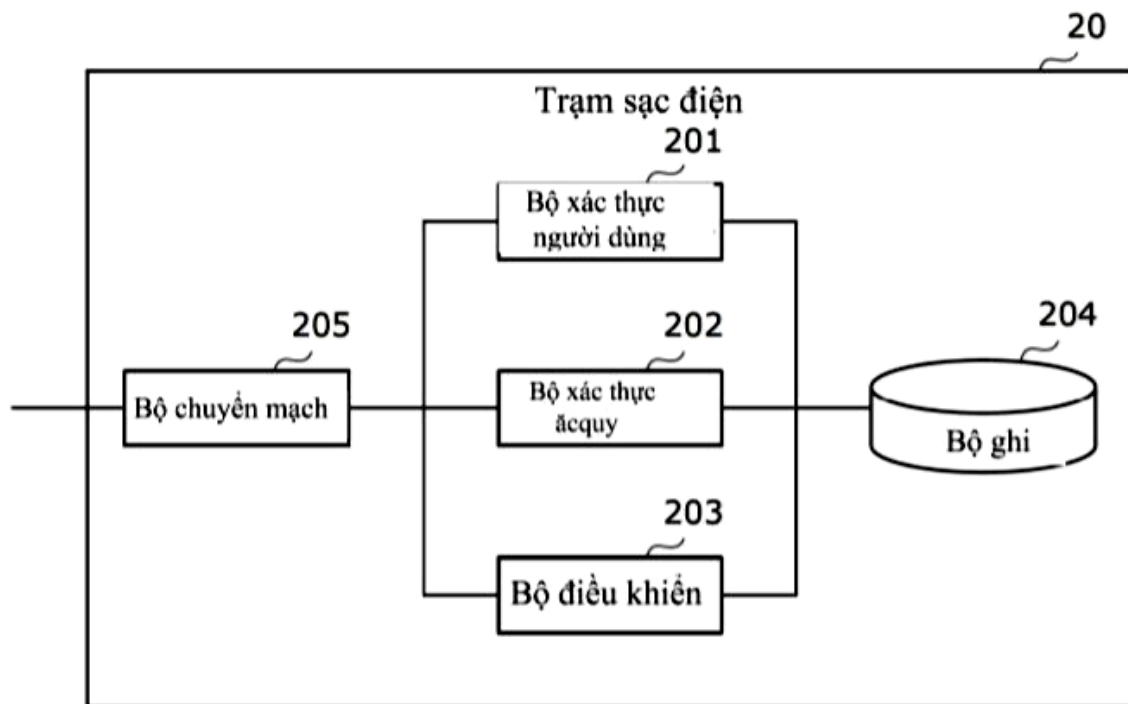 20
Trạm sạc điện
201
Bộ xác thực
người dùng
205
202
204
Bộ chuyển mạch
Bộ xác thực
ăcquy
Bộ ghi
203
Bộ điều khiển